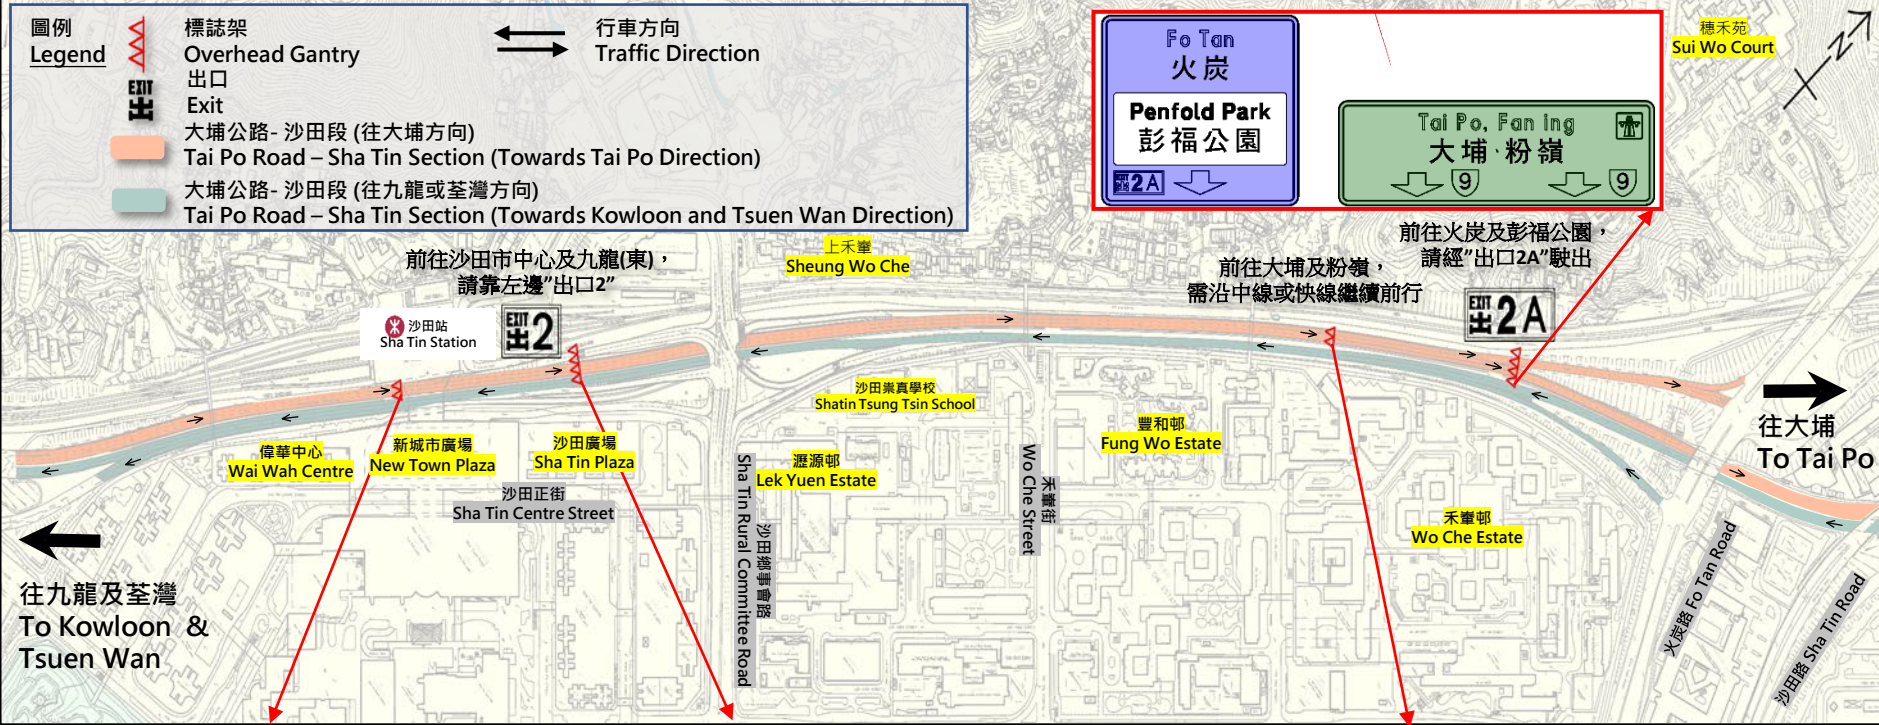 圖例
Legend
標誌架
Overhead Gantry
出口
Exit
EXIT
出
行車方向
Traffic Direction
大埔公路- 沙田段 (往大埔方向)
Tai Po Road – Sha Tin Section (Towards Tai Po Direction)
大埔公路- 沙田段 (往九龍或荃灣方向)
Tai Po Road – Sha Tin Section (Towards Kowloon and Tsuen Wan Direction)
Fo Tan
火炭
Penfold Park
彭福公園
EXIT 出 2A
Tai Po, Fan ing
大埔·粉嶺
9
9
穗禾苑
Sui Wo Court
N
前往沙田市中心及九龍(東)，
請靠左邊"出口2"
上禾輋
Sheung Wo Che
前往火炭及彭福公園，
請經"出口2A"駛出
前往大埔及粉嶺，
需沿中線或快線繼續前行
沙田站
Sha Tin Station
EXIT 出 2
EXIT 出 2A
沙田崇真學校
Shatin Tsung Tsin School
偉華中心
Wai Wah Centre
新城市廣場
New Town Plaza
沙田廣場
Sha Tin Plaza
瀝源邨
Lek Yuen Estate
豐和邨
Fung Wo Estate
往大埔
To Tai Po
沙田正街
Sha Tin Centre Street
沙田鄉事會路
Sha Tin Rural Committee Road
禾輋街
Wo Che Street
禾輋邨
Wo Che Estate
火炭路 Fo Tan Road
沙田路 Sha Tin Road
往九龍及荃灣
To Kowloon &
Tsuen Wan